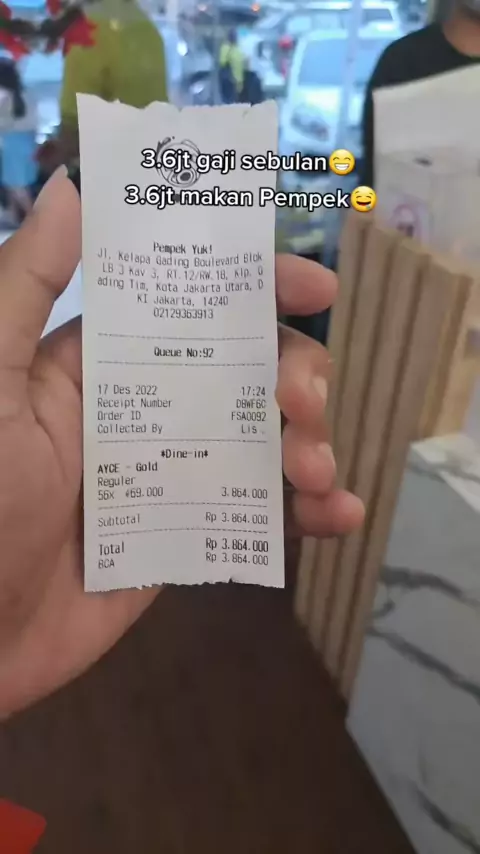 3.6jt gaji sebulan😁
3.6jt makan Pempek🤤
Pempek Yuk!
Jl. Kelapa Gading Boulevard Blok
LB 3 Kav 3, RT.12/RW.18, Klp. G
ading Tim, Kota Jakarta Utara, D
KI Jakarta, 14240
02129363913
Queue No:92
17 Des 2022 17:24
Receipt Number DBWF6C
Order ID FSA0092
Collected By Lis
*Dine-in*
AYCE - Gold
Reguler
56x @69.000 3.864.000
Subtotal Rp 3.864.000
Total Rp 3.864.000
BCA Rp 3.864.000